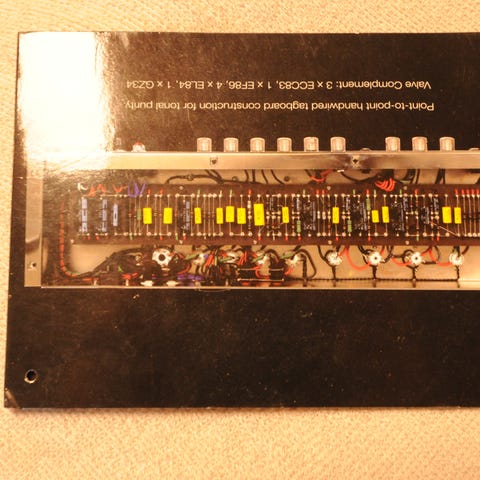 Point-to-point handwired tagboard construction for tonal purity
Valve Complement: 3 x ECC83, 1 x EF86, 4 x EL84, 1 x GZ34